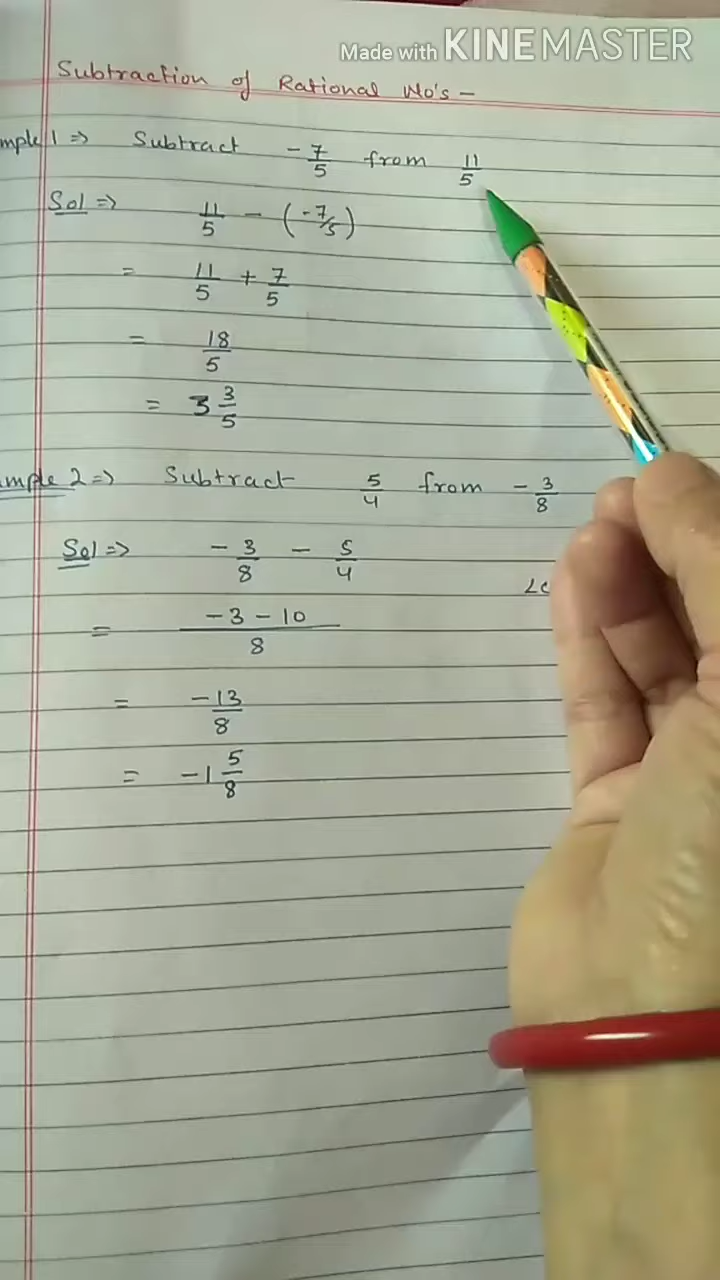 Made with KINEMASTER
Subtraction of Rational No's -
mple 1 => Subtract -7/5 from 11/5
Sol => 11/5 - (-7/5)
= 11/5 + 7/5
= 18/5
= 3 3/5
mple 2 => Subtract 5/4 from -3/8
Sol => -3/8 - 5/4
LC
= -3-10/8
= -13/8
= -1 5/8